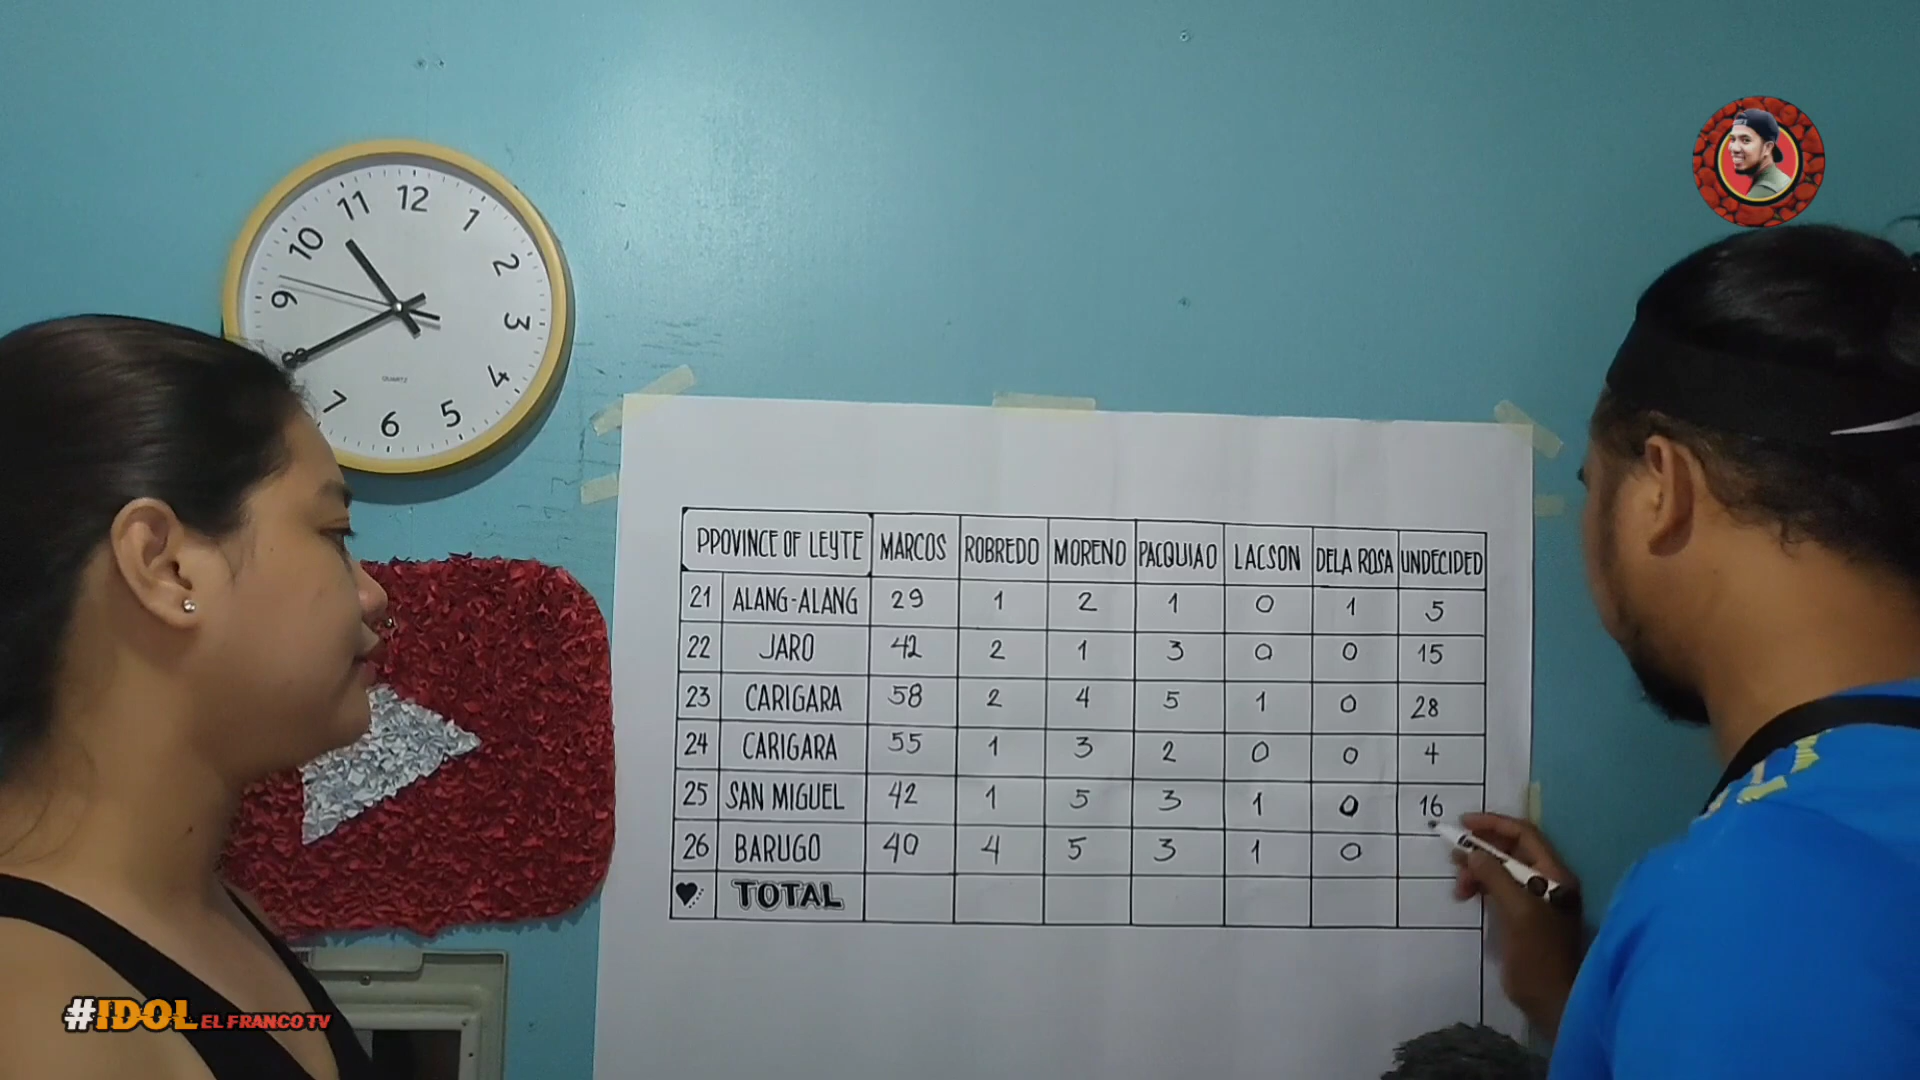 11 12 1
10 2
9 3
8 4
7 6 5
QUARTZ
PPOVINCE OF LEYTE MARCOS ROBREDO MORENO PACQUIAO LACSON DELA ROSA UNDECIDED
21 ALANG-ALANG 29 1 2 1 0 1 5
22 JARO 42 2 1 3 0 0 15
23 CARIGARA 58 2 4 5 1 0 28
24 CARIGARA 55 1 3 2 0 0 4
25 SAN MIGUEL 42 1 5 3 1 0 16
26 BARUGO 40 4 5 3 1 0
TOTAL
#IDOL EL FRANCO TV